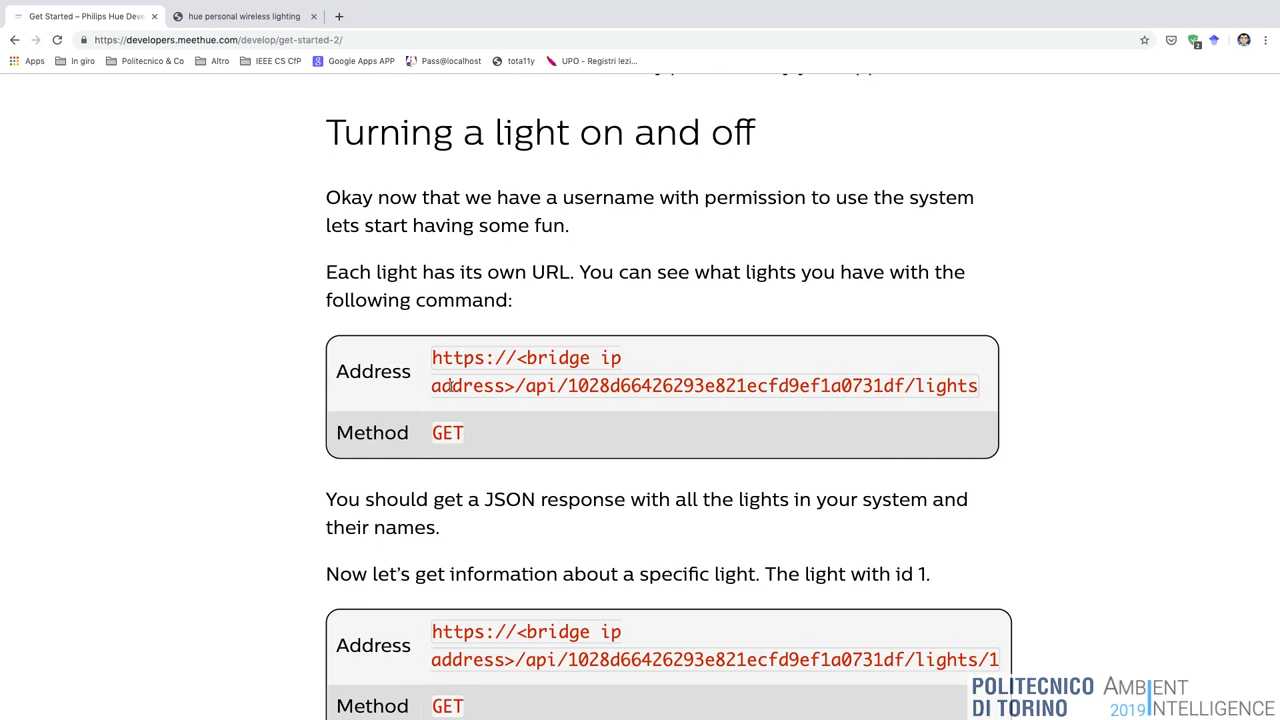 Get Started – Philips Hue Deve
hue personal wireless lighting
https://developers.meethue.com/develop/get-started-2/
Apps
In giro
Politecnico & Co
Altro
IEEE CS CfP
Google Apps APP
Pass@localhost
tota11y
UPO - Registri lezi...
Turning a light on and off
Okay now that we have a username with permission to use the system
lets start having some fun.
Each light has its own URL. You can see what lights you have with the
following command:
Address
https://<bridge ip
address>/api/1028d66426293e821ecfd9ef1a0731df/lights
Method
GET
You should get a JSON response with all the lights in your system and
their names.
Now let’s get information about a specific light. The light with id 1.
Address
https://<bridge ip
address>/api/1028d66426293e821ecfd9ef1a0731df/lights/1
Method
GET
POLITECNICO
DI TORINO
AMBIENT
2019 INTELLIGENCE